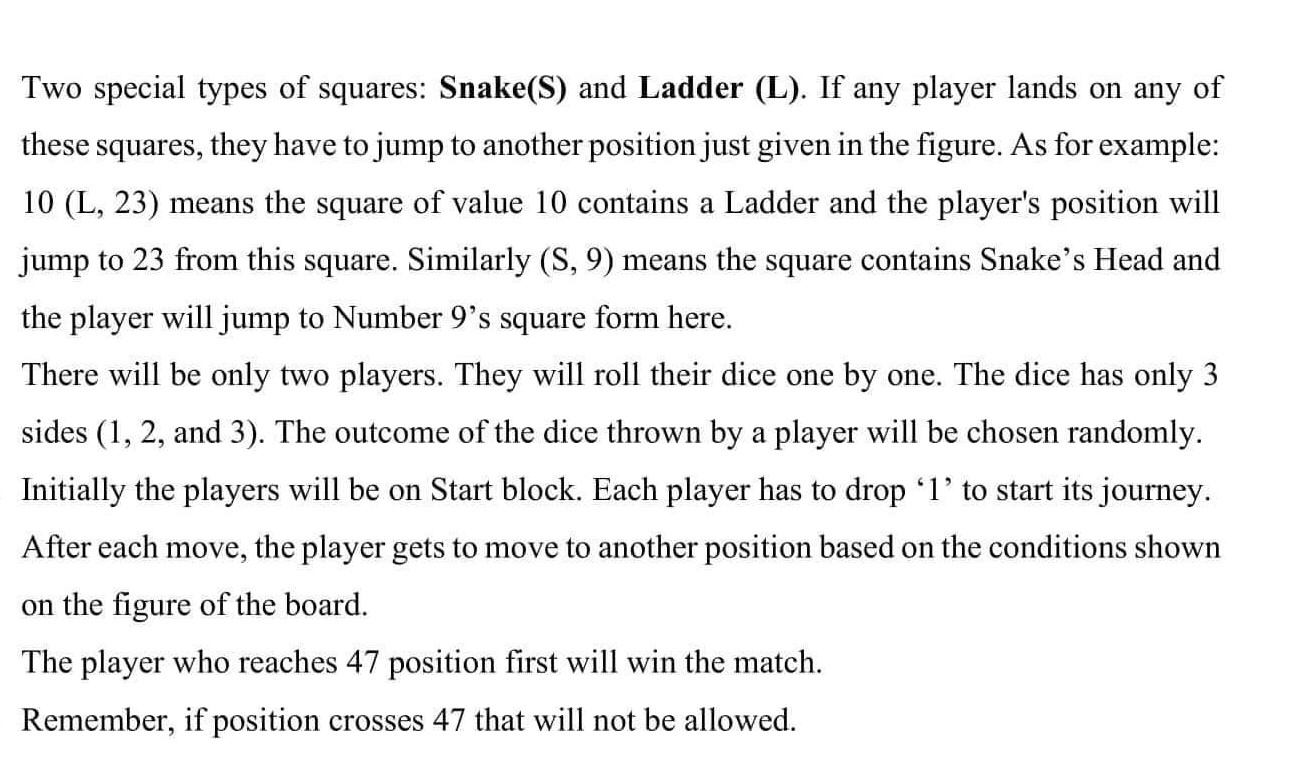 Two special types of squares: Snake(S) and Ladder (L). If any player lands on any of
these squares, they have to jump to another position just given in the figure. As for example:
10 (L, 23) means the square of value 10 contains a Ladder and the player's position will
jump to 23 from this square. Similarly (S, 9) means the square contains Snake’s Head and
the player will jump to Number 9’s square form here.
There will be only two players. They will roll their dice one by one. The dice has only 3
sides (1, 2, and 3). The outcome of the dice thrown by a player will be chosen randomly.
Initially the players will be on Start block. Each player has to drop ‘1’ to start its journey.
After each move, the player gets to move to another position based on the conditions shown
on the figure of the board.
The player who reaches 47 position first will win the match.
Remember, if position crosses 47 that will not be allowed.